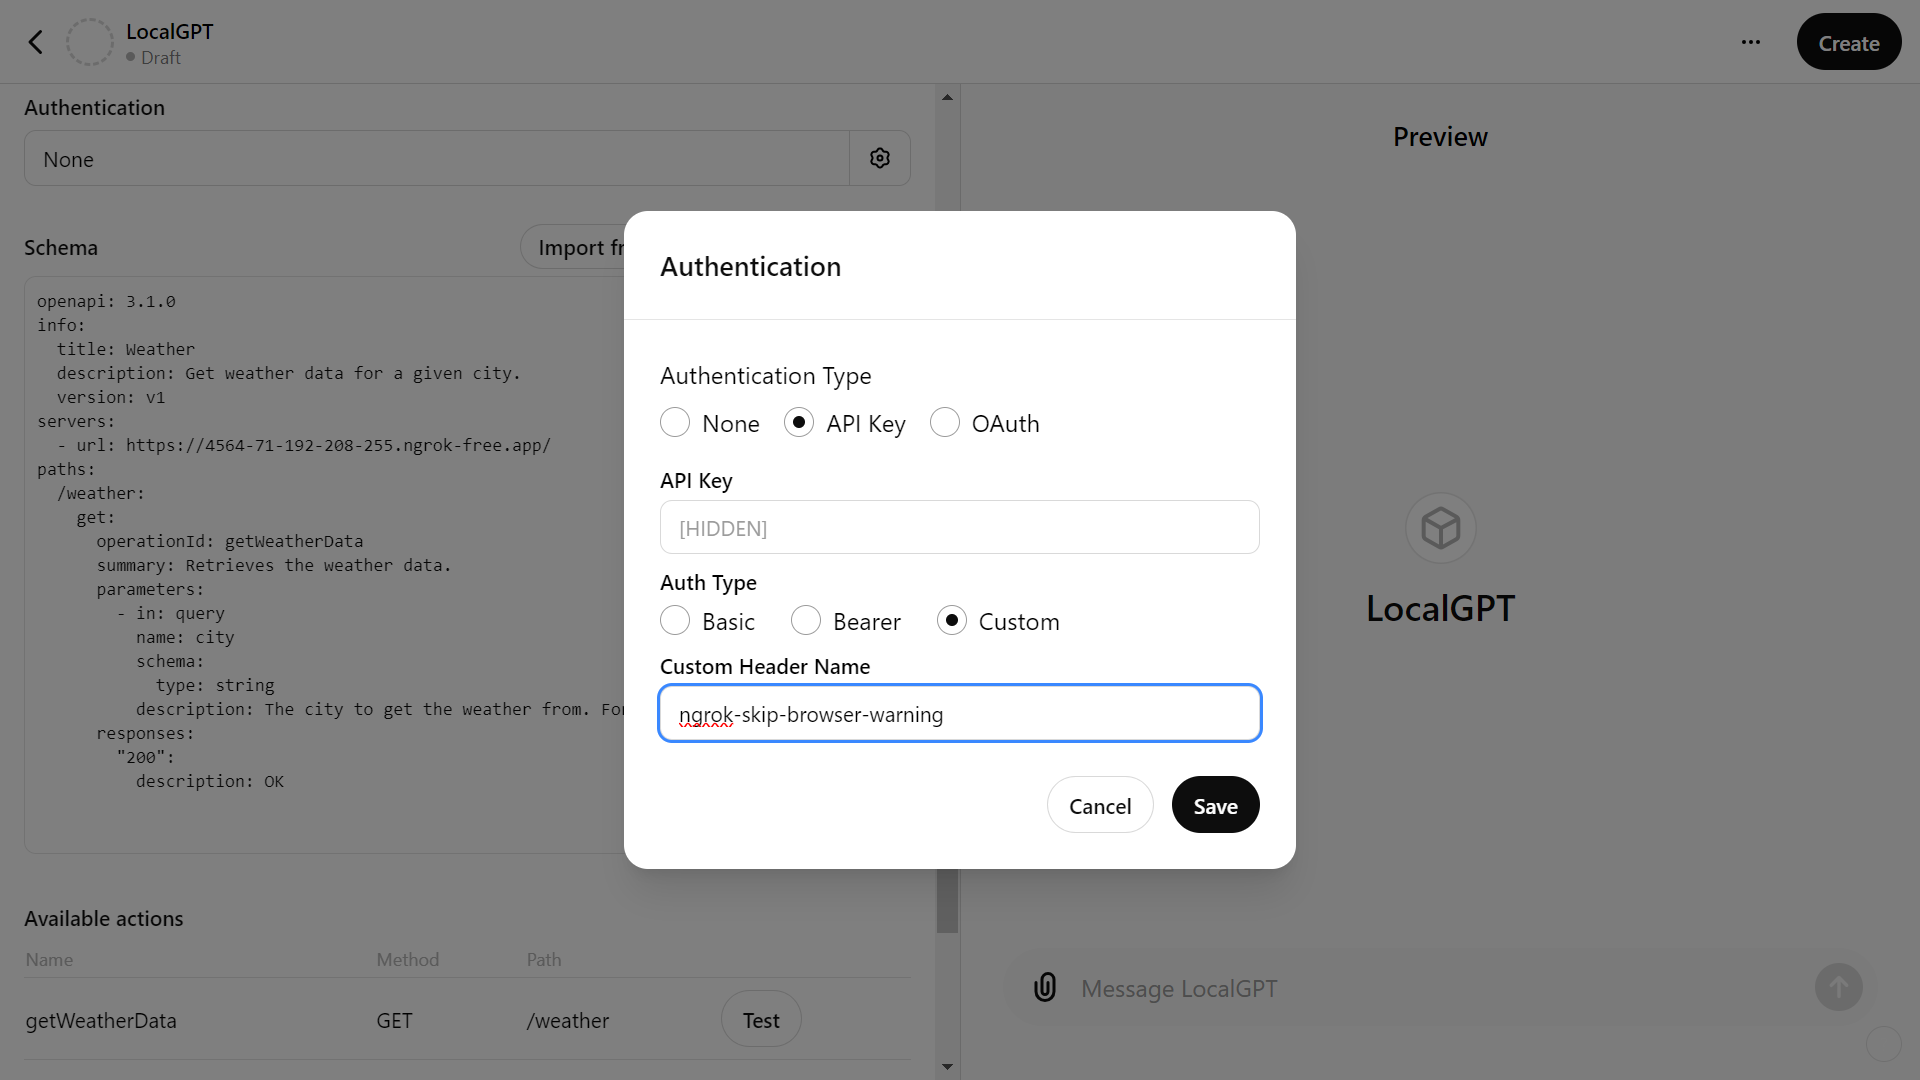 LocalGPT
Draft
Create
Authentication
None
Schema
Import fr
openapi: 3.1.0
info:
  title: Weather
  description: Get weather data for a given city.
  version: v1
servers:
  - url: https://4564-71-192-208-255.ngrok-free.app/
paths:
  /weather:
    get:
      operationId: getWeatherData
      summary: Retrieves the weather data.
      parameters:
        - in: query
          name: city
          schema:
            type: string
          description: The city to get the weather from. For
      responses:
        "200":
          description: OK
Available actions
Name Method Path
getWeatherData GET /weather Test
Authentication
Authentication Type
None API Key OAuth
API Key
[HIDDEN]
Auth Type
Basic Bearer Custom
Custom Header Name
ngrok-skip-browser-warning
Cancel Save
Preview
LocalGPT
Message LocalGPT